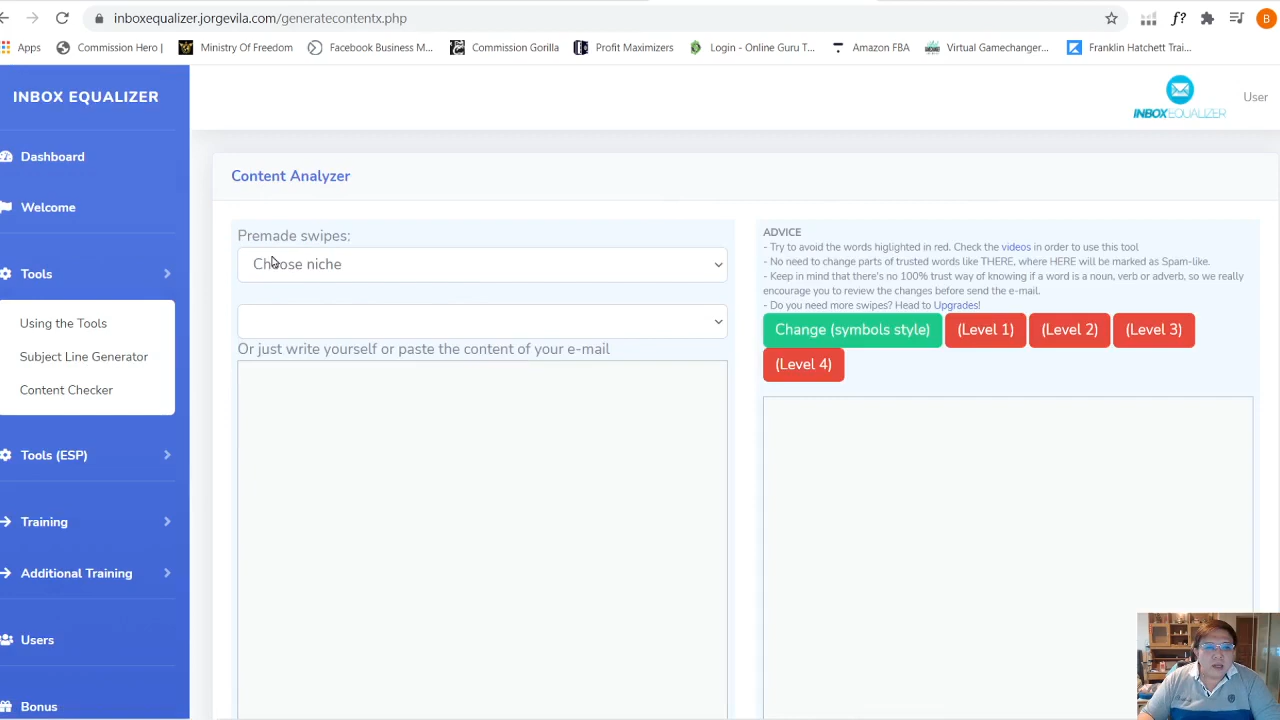 inboxequalizer.jorgevila.com/generatecontentx.php
f?
B
Apps
Commission Hero |
Ministry Of Freedom
Facebook Business M...
Commission Gorilla
Profit Maximizers
Login - Online Guru T...
Amazon FBA
Virtual Gamechanger...
Franklin Hatchett Trai...
INBOX EQUALIZER
INBOXEQUALIZER
User
Dashboard
Welcome
Tools
Using the Tools
Subject Line Generator
Content Checker
Tools (ESP)
Training
Additional Training
Users
Bonus
Content Analyzer
Premade swipes:
Choose niche
Or just write yourself or paste the content of your e-mail
ADVICE
- Try to avoid the words higlighted in red. Check the videos in order to use this tool
- No need to change parts of trusted words like THERE, where HERE will be marked as Spam-like.
- Keep in mind that there's no 100% trust way of knowing if a word is a noun, verb or adverb, so we really
encourage you to review the changes before send the e-mail.
- Do you need more swipes? Head to Upgrades!
Change (symbols style)
(Level 1)
(Level 2)
(Level 3)
(Level 4)